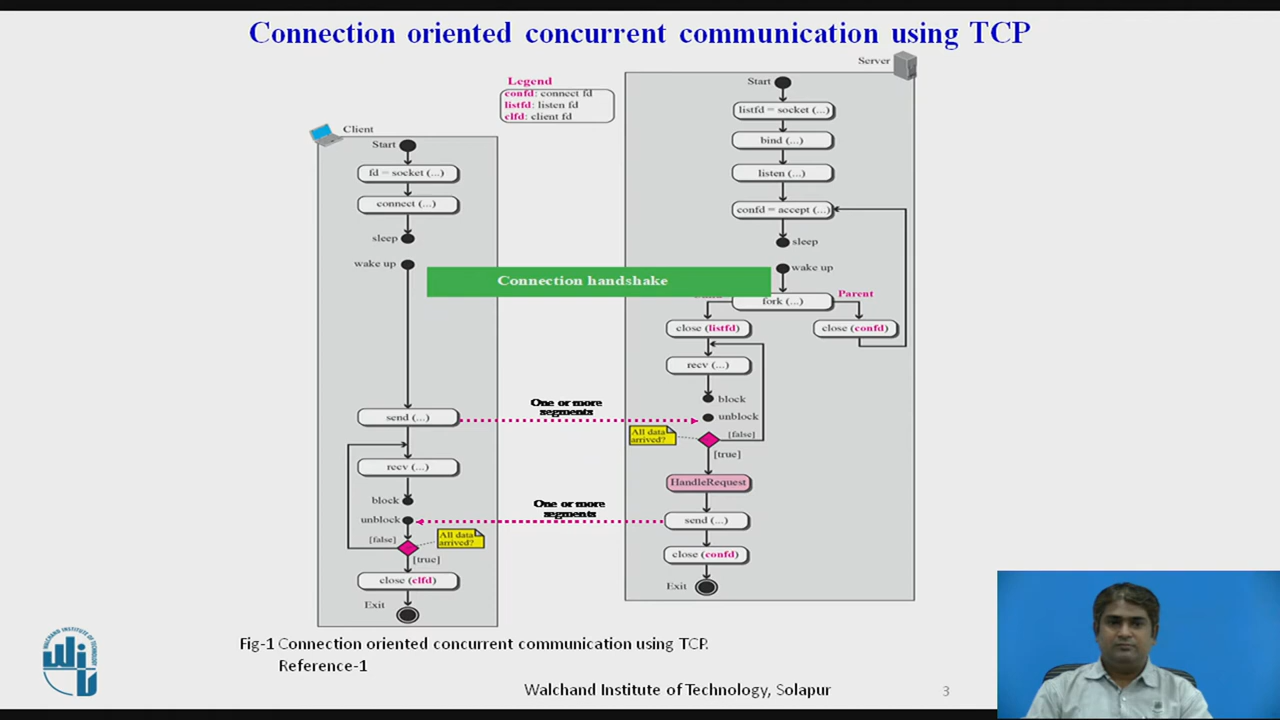 Connection oriented concurrent communication using TCP
Legend
confd: connect fd
listfd: listen fd
clfd: client fd
Client
Start
fd = socket (...)
connect (...)
sleep
wake up
send (...)
recv (...)
block
unblock
All data
arrived?
[false]
[true]
close (clfd)
Exit
Connection handshake
One or more
segments
One or more
segments
Server
Start
listfd = socket (...)
bind (...)
listen (...)
confd = accept (...)
sleep
wake up
fork (...)
Parent
close (listfd)
close (confd)
recv (...)
block
unblock
All data
arrived?
[false]
[true]
HandleRequest
send (...)
close (confd)
Exit
Fig-1 Connection oriented concurrent communication using TCP.
Reference-1
WALCHAND INSTITUTE OF TECHNOLOGY
Walchand Institute of Technology, Solapur
3